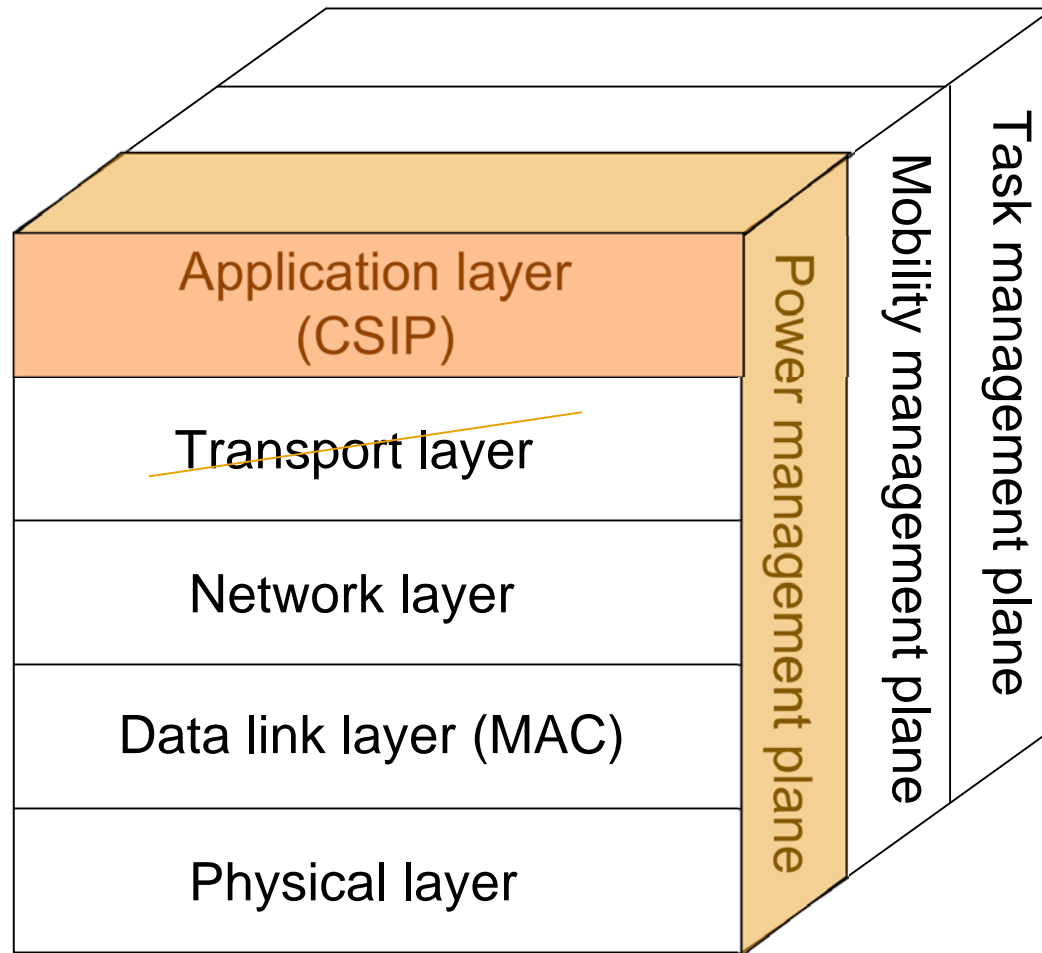 Application layer
(CSIP)
Transport layer
Network layer
Data link layer (MAC)
Physical layer
Power management plane
Mobility management plane
Task management plane